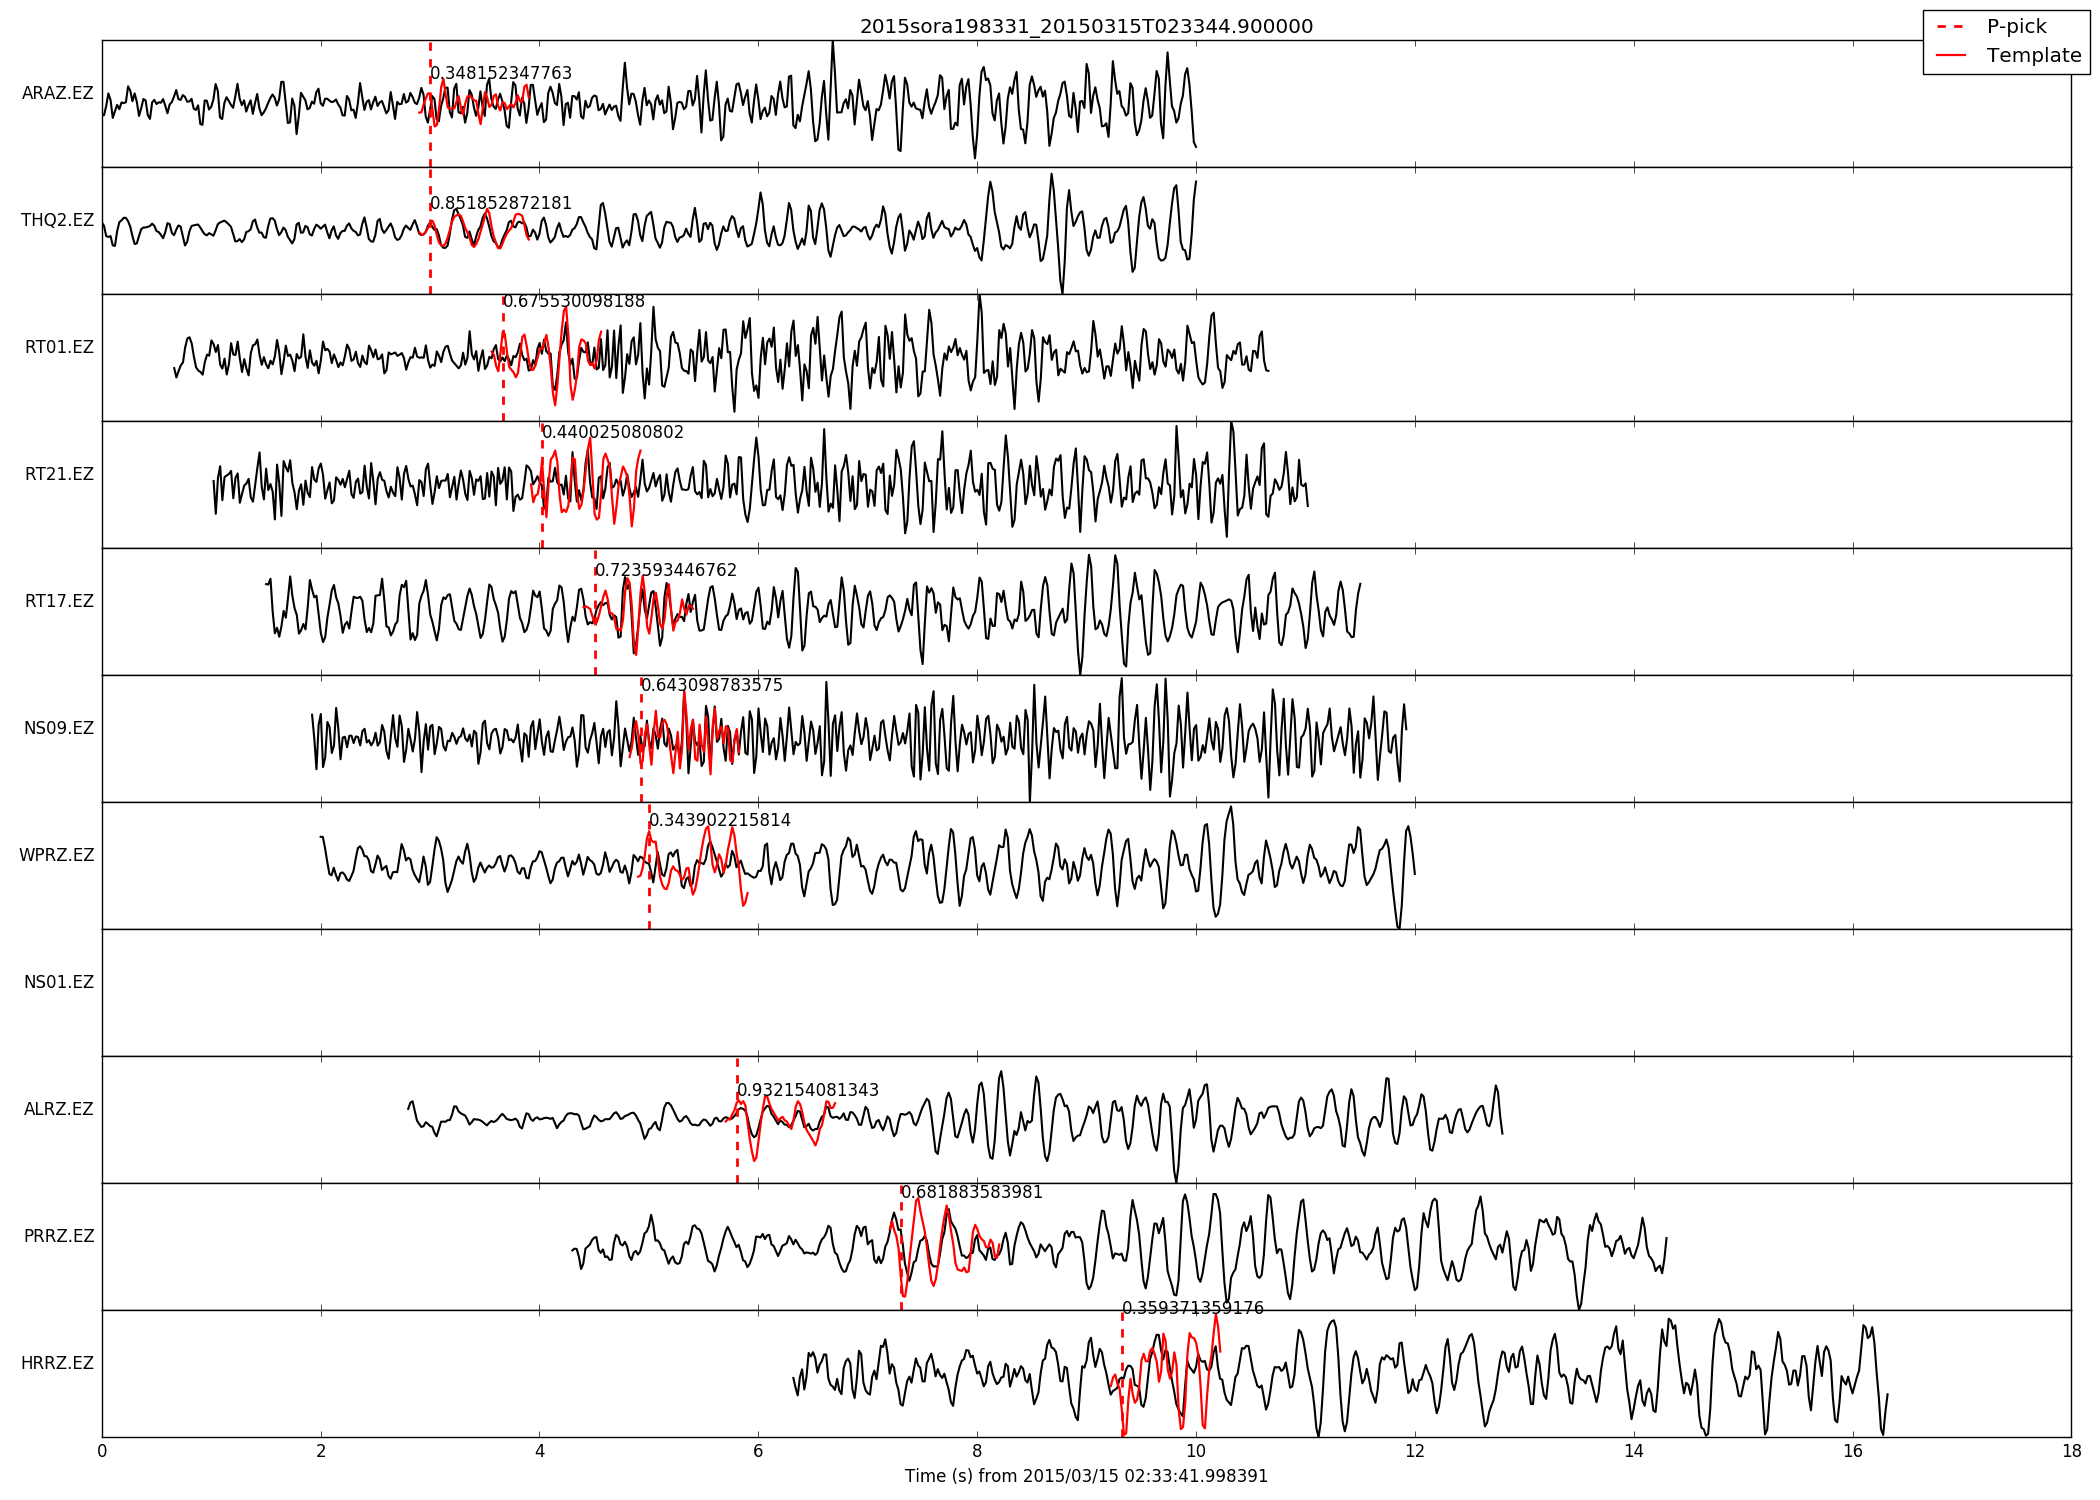 2015sora198331_20150315T023344.900000
P-pick
Template
ARAZ.EZ
0.348152347763
THQ2.EZ
0.851852872181
RT01.EZ
0.675530098188
RT21.EZ
0.440025080802
RT17.EZ
0.723593446762
NS09.EZ
0.643098783575
WPRZ.EZ
0.343902215814
NS01.EZ
ALRZ.EZ
0.932154081343
PRRZ.EZ
0.681883583981
HRRZ.EZ
0.359371359176
0 2 4 6 8 10 12 14 16 18
Time (s) from 2015/03/15 02:33:41.998391